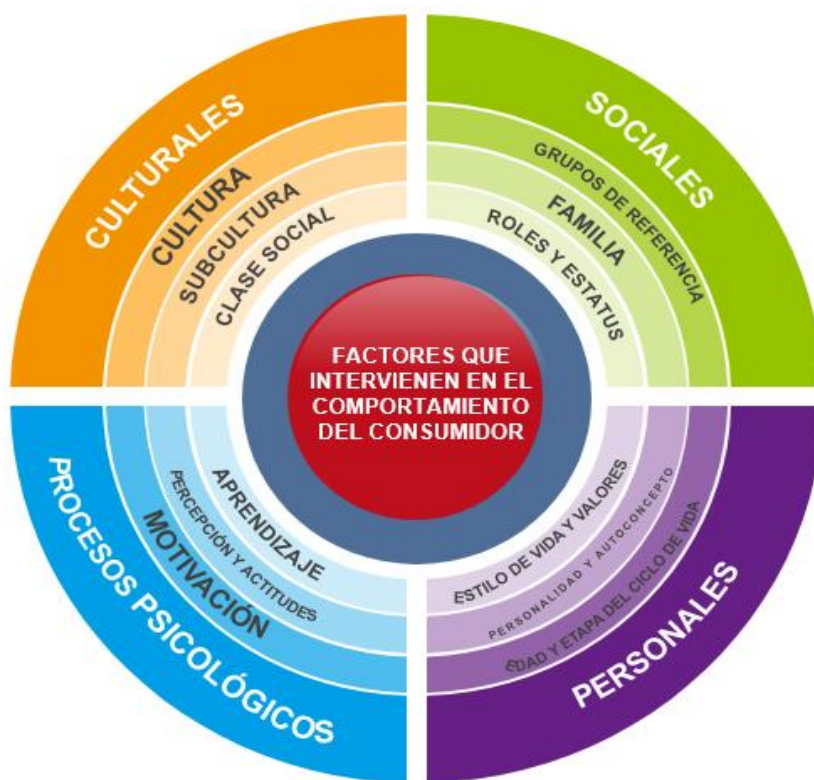 CULTURALES
CULTURA
SUBCULTURA
CLASE SOCIAL
SOCIALES
GRUPOS DE REFERENCIA
FAMILIA
ROLES Y ESTATUS
FACTORES QUE
INTERVIENEN EN EL
COMPORTAMIENTO
DEL CONSUMIDOR
PROCESOS PSICOLÓGICOS
MOTIVACIÓN
PERCEPCIÓN Y ACTITUDES
APRENDIZAJE
ESTILO DE VIDA Y VALORES
PERSONALIDAD Y AUTOCONCEPTO
EDAD Y ETAPA DEL CICLO DE VIDA
PERSONALES